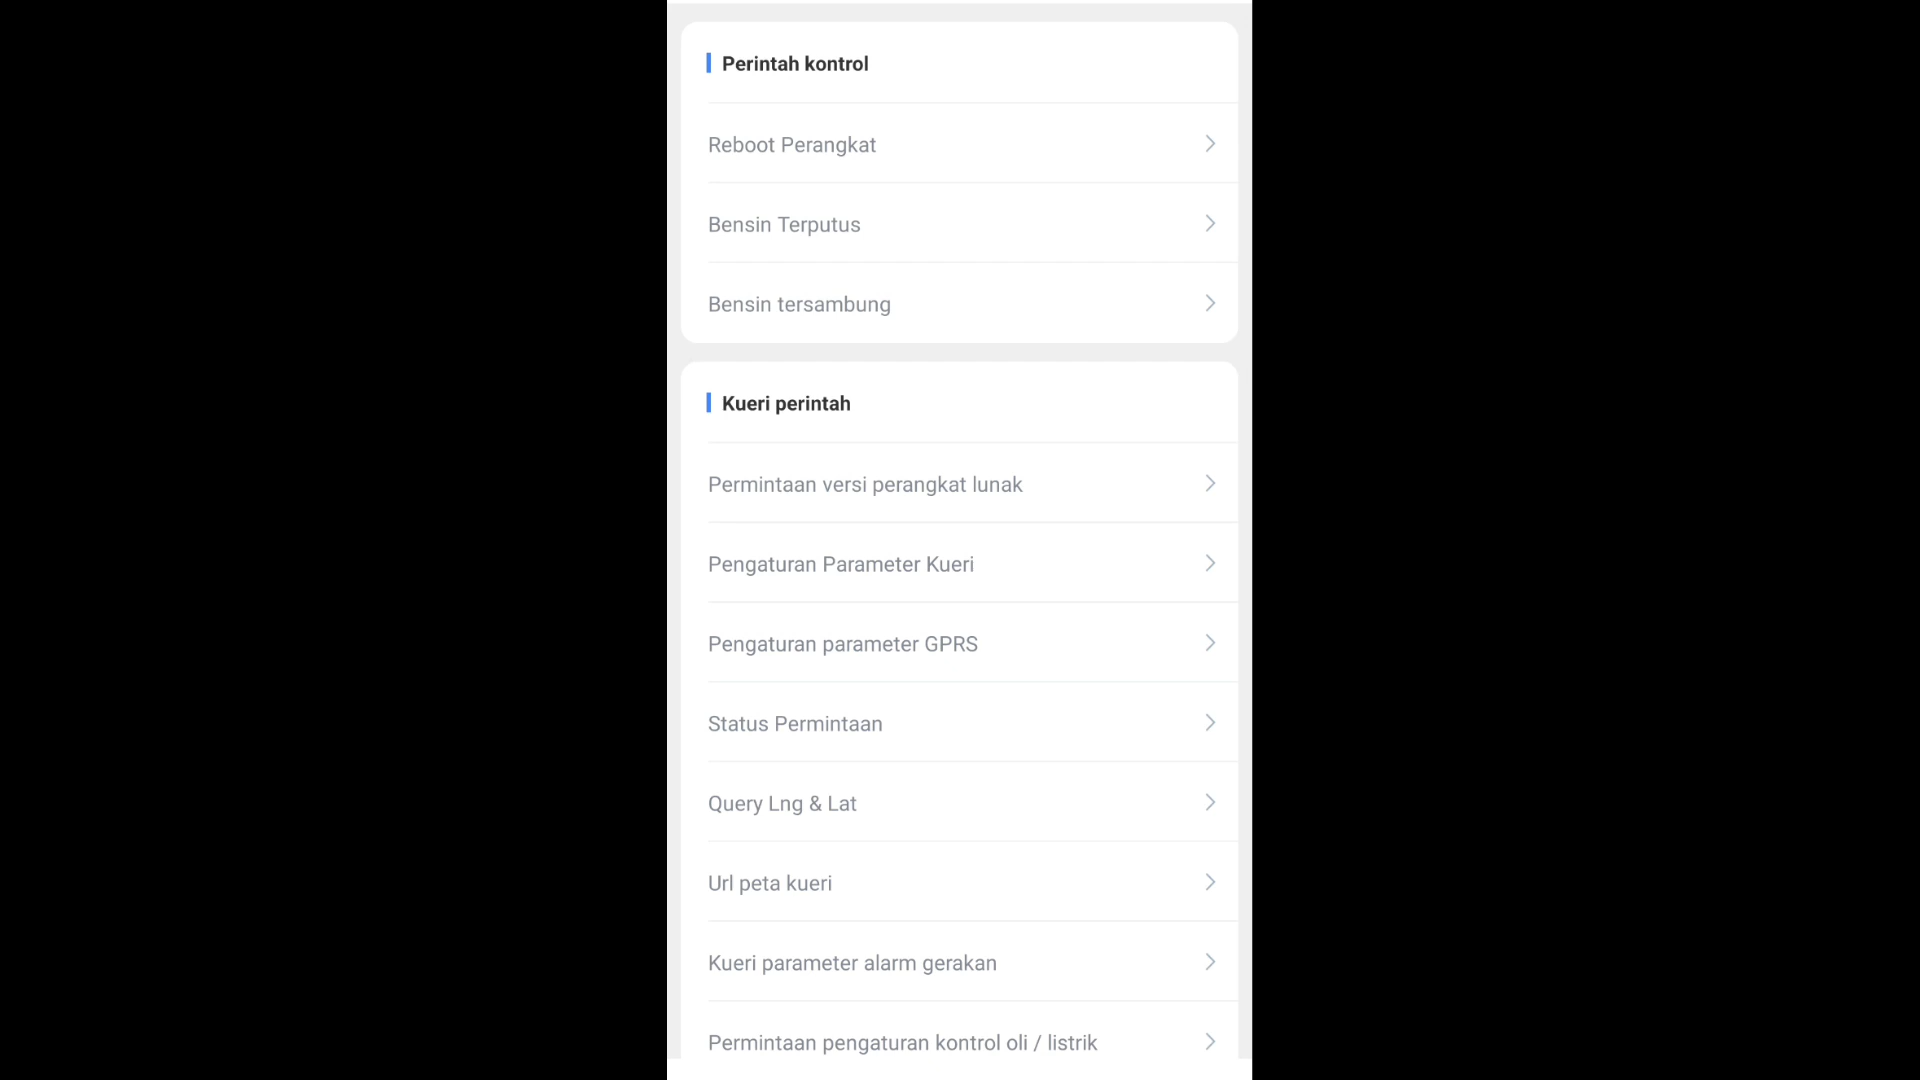 Perintah kontrol
Reboot Perangkat
Bensin Terputus
Bensin tersambung
Kueri perintah
Permintaan versi perangkat lunak
Pengaturan Parameter Kueri
Pengaturan parameter GPRS
Status Permintaan
Query Lng & Lat
Url peta kueri
Kueri parameter alarm gerakan
Permintaan pengaturan kontrol oli / listrik